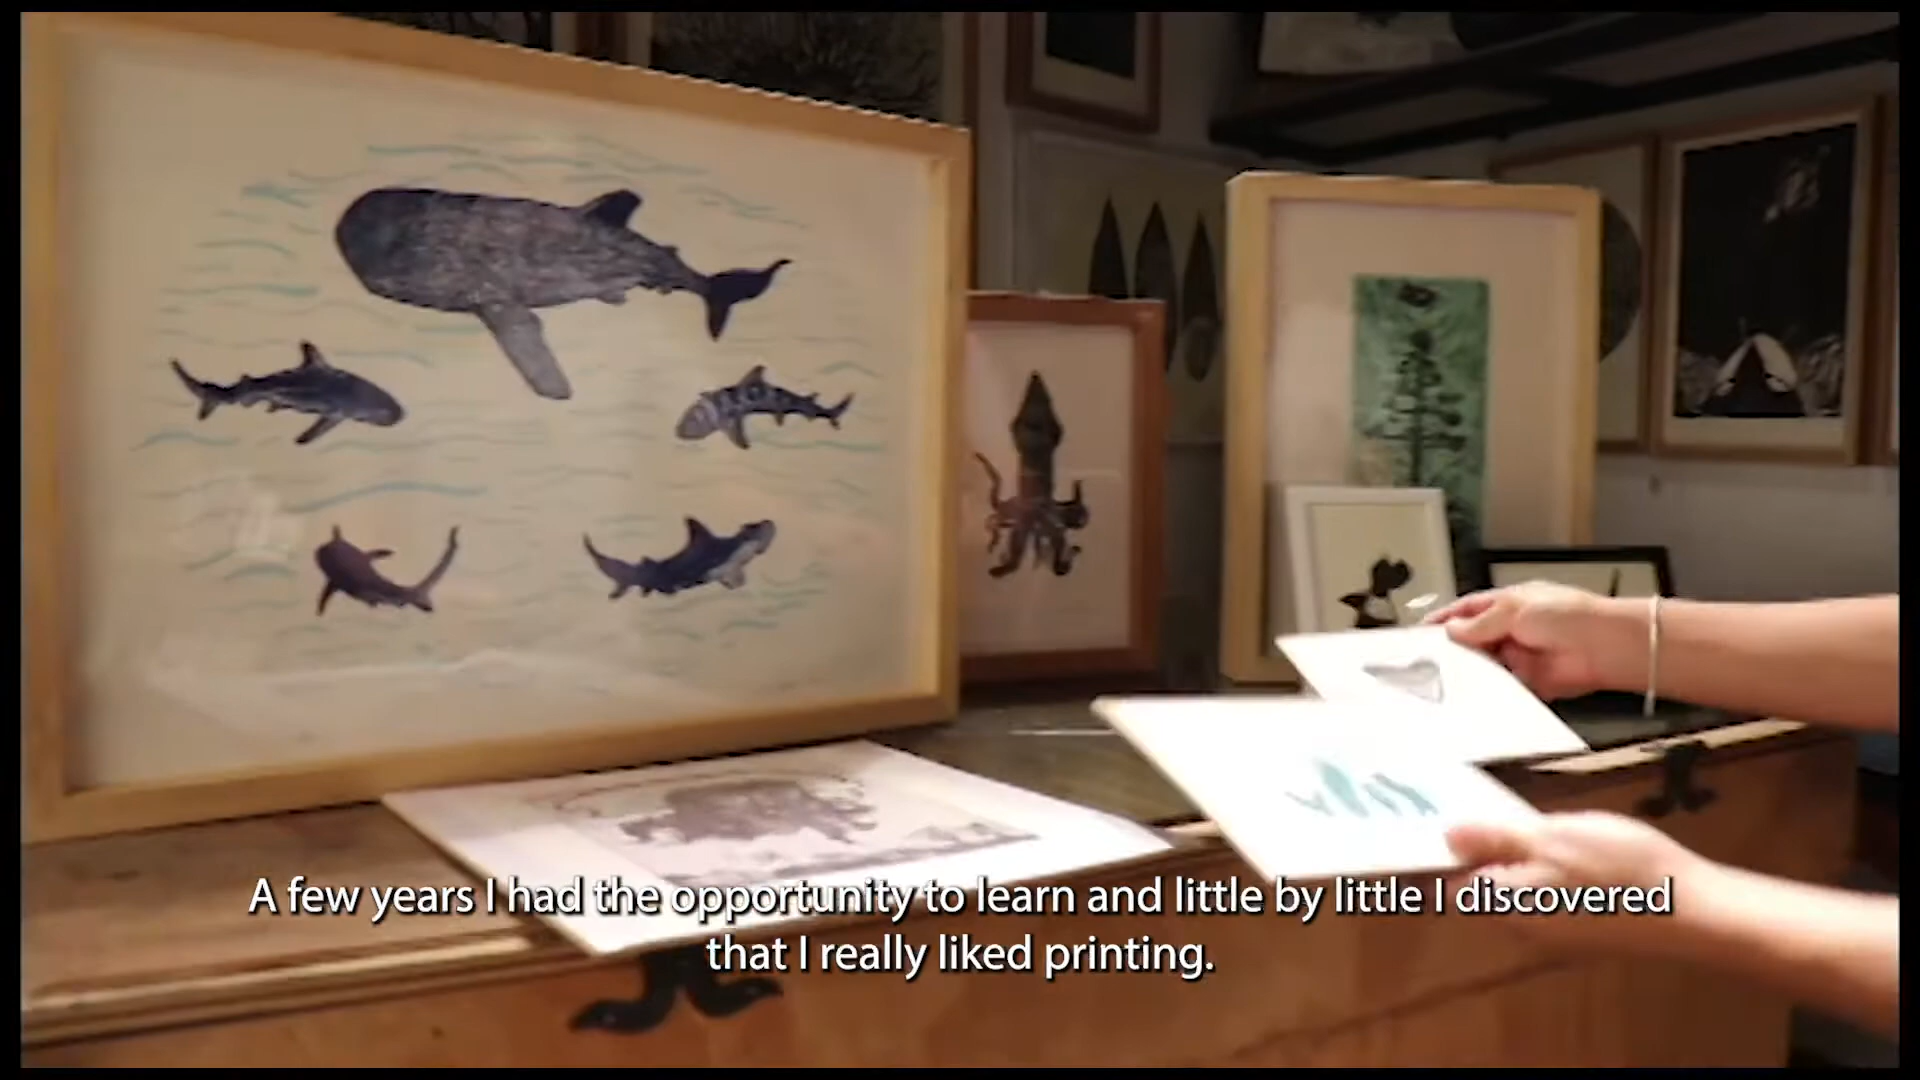 A few years I had the opportunity to learn and little by little I discovered
that I really liked printing.